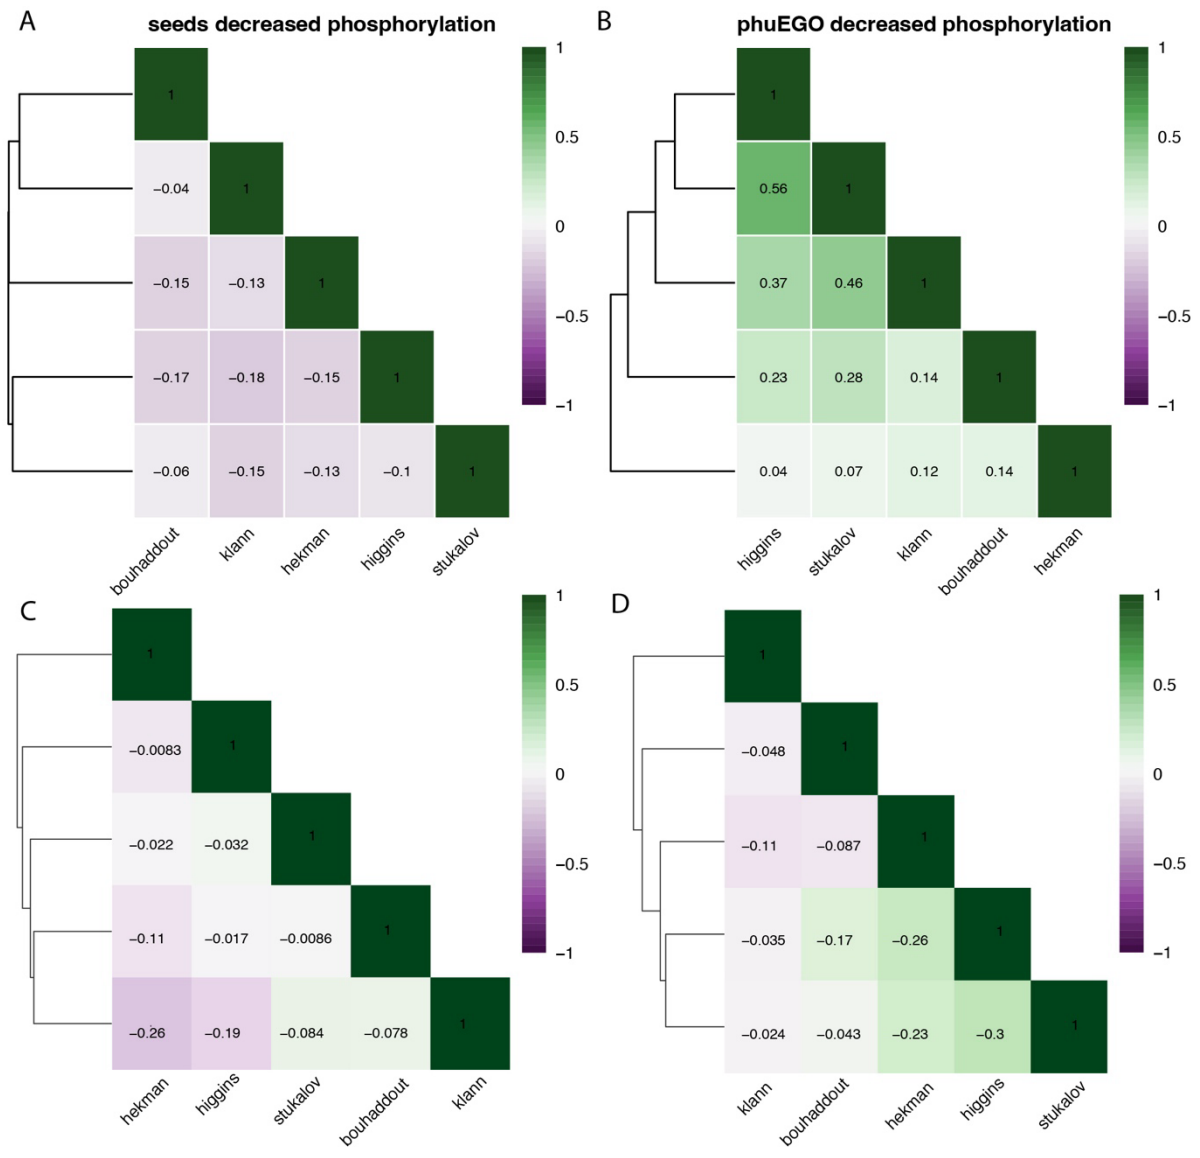 A
seeds decreased phosphorylation
1
−0.04 1
−0.15 −0.13 1
−0.17 −0.18 −0.15 1
−0.06 −0.15 −0.13 −0.1 1
bouhaddout klann hekman higgins stukalov
1
0.5
0
−0.5
−1
B
phuEGO decreased phosphorylation
1
0.56 1
0.37 0.46 1
0.23 0.28 0.14 1
0.04 0.07 0.12 0.14 1
higgins stukalov klann bouhaddout hekman
1
0.5
0
−0.5
−1
C
1
−0.0083 1
−0.022 −0.032 1
−0.11 −0.017 −0.0086 1
−0.26 −0.19 −0.084 −0.078 1
hekman higgins stukalov bouhaddout klann
1
0.5
0
−0.5
−1
D
1
−0.048 1
−0.11 −0.087 1
−0.035 −0.17 −0.26 1
−0.024 −0.043 −0.23 −0.3 1
klann bouhaddout hekman higgins stukalov
1
0.5
0
−0.5
−1